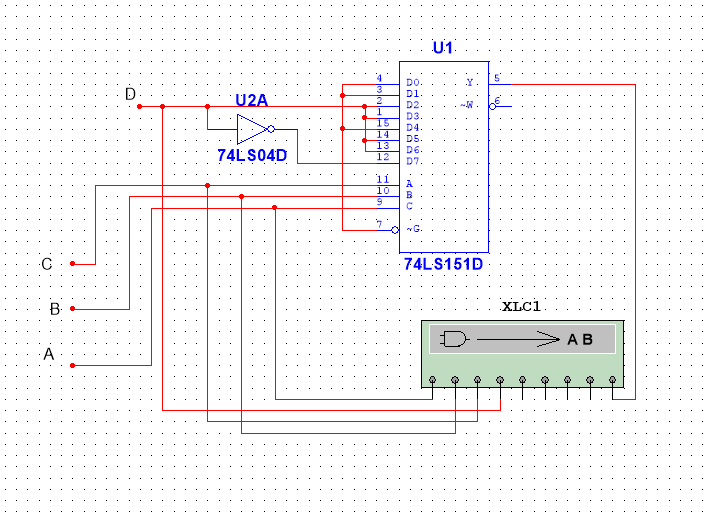 U1
D
U2A
74LS04D
4 D0 Y 5
3 D1
2 D2 ~W 6
1 D3
15 D4
14 D5
13 D6
12 D7
11 A
10 B
9 C
7 ~G
74LS151D
C
B
A
XLC1
A B